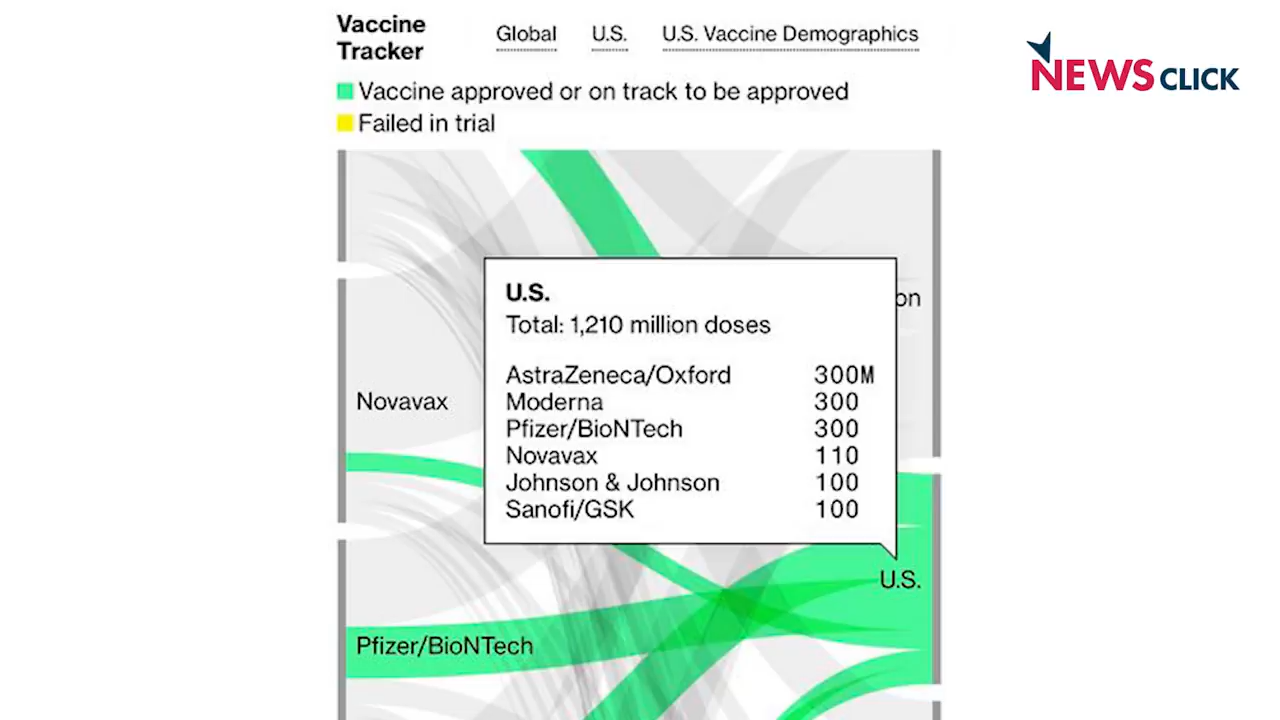 Vaccine
Tracker
Global U.S. U.S. Vaccine Demographics
NEWSCLICK
Vaccine approved or on track to be approved
Failed in trial
on
U.S.
Total: 1,210 million doses
AstraZeneca/Oxford 300M
Moderna 300
Pfizer/BioNTech 300
Novavax 110
Johnson & Johnson 100
Sanofi/GSK 100
Novavax
U.S.
Pfizer/BioNTech